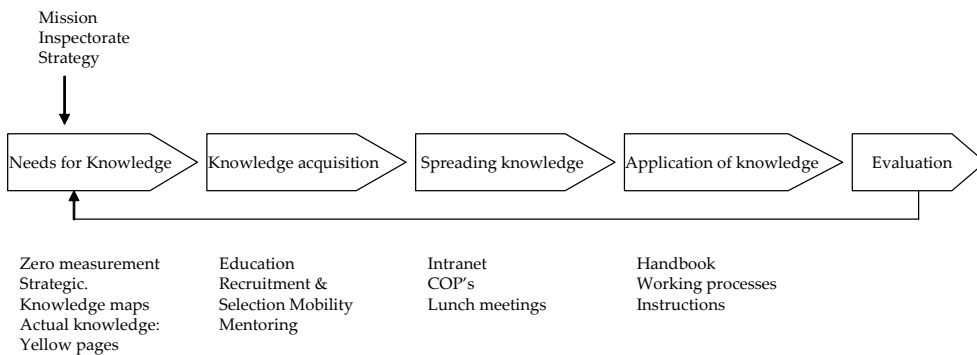 Mission
Inspectorate
Strategy
Needs for Knowledge
Knowledge acquisition
Spreading knowledge
Application of knowledge
Evaluation
Zero measurement
Strategic.
Knowledge maps
Actual knowledge:
Yellow pages
Education
Recruitment &
Selection Mobility
Mentoring
Intranet
COP's
Lunch meetings
Handbook
Working processes
Instructions